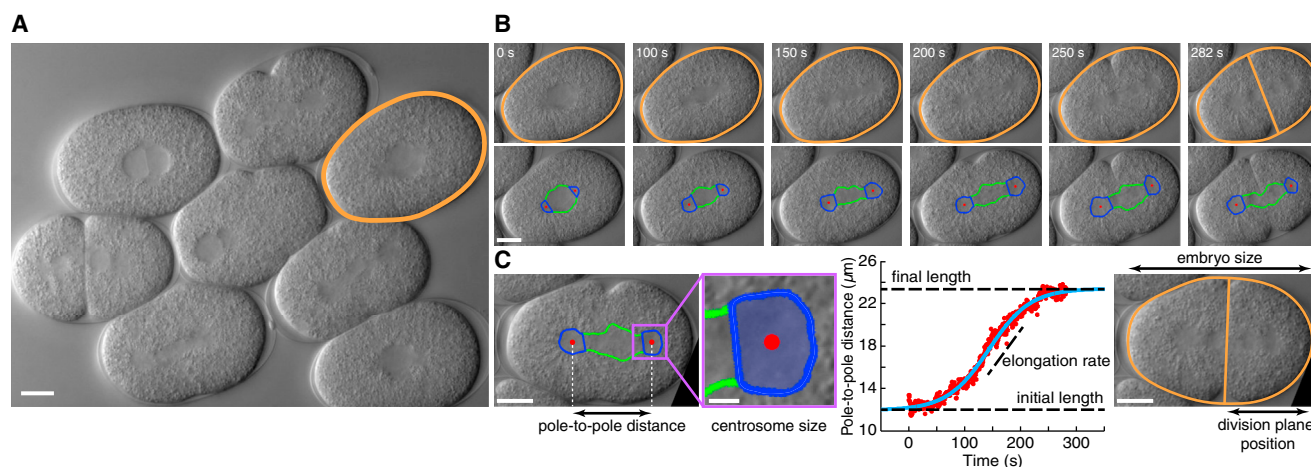 A
B
0 s
100 s
150 s
200 s
250 s
282 s
C
pole-to-pole distance
centrosome size
Pole-to-pole distance (µm)
26
22
18
14
10
final length
elongation rate
initial length
0
100
200
300
Time (s)
embryo size
division plane
position